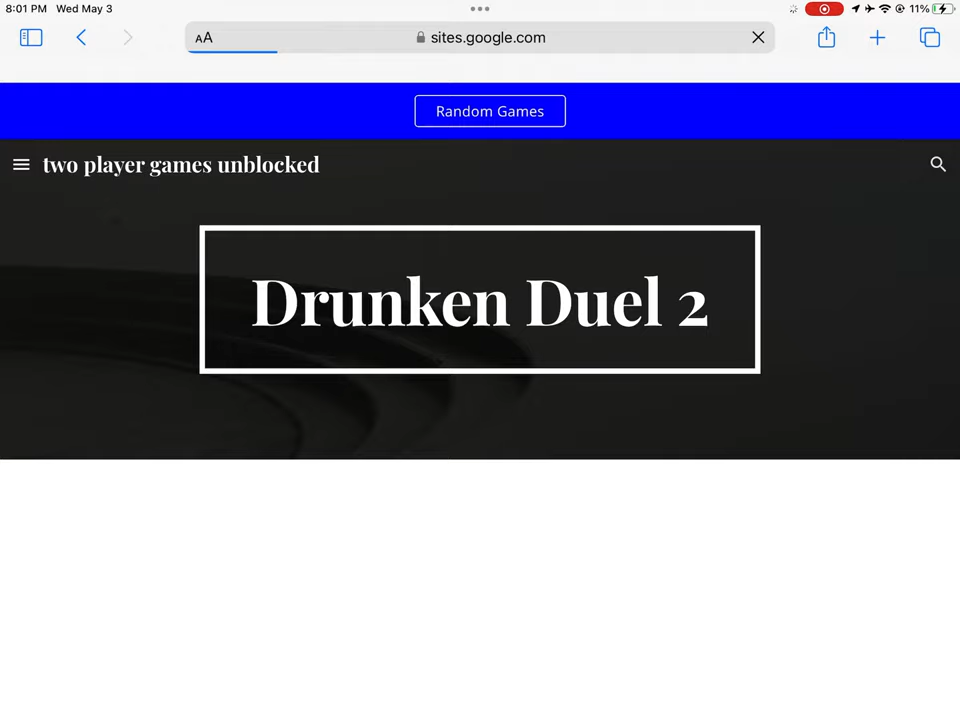 8:01 PM Wed May 3
11%
AA sites.google.com
Random Games
two player games unblocked
Drunken Duel 2